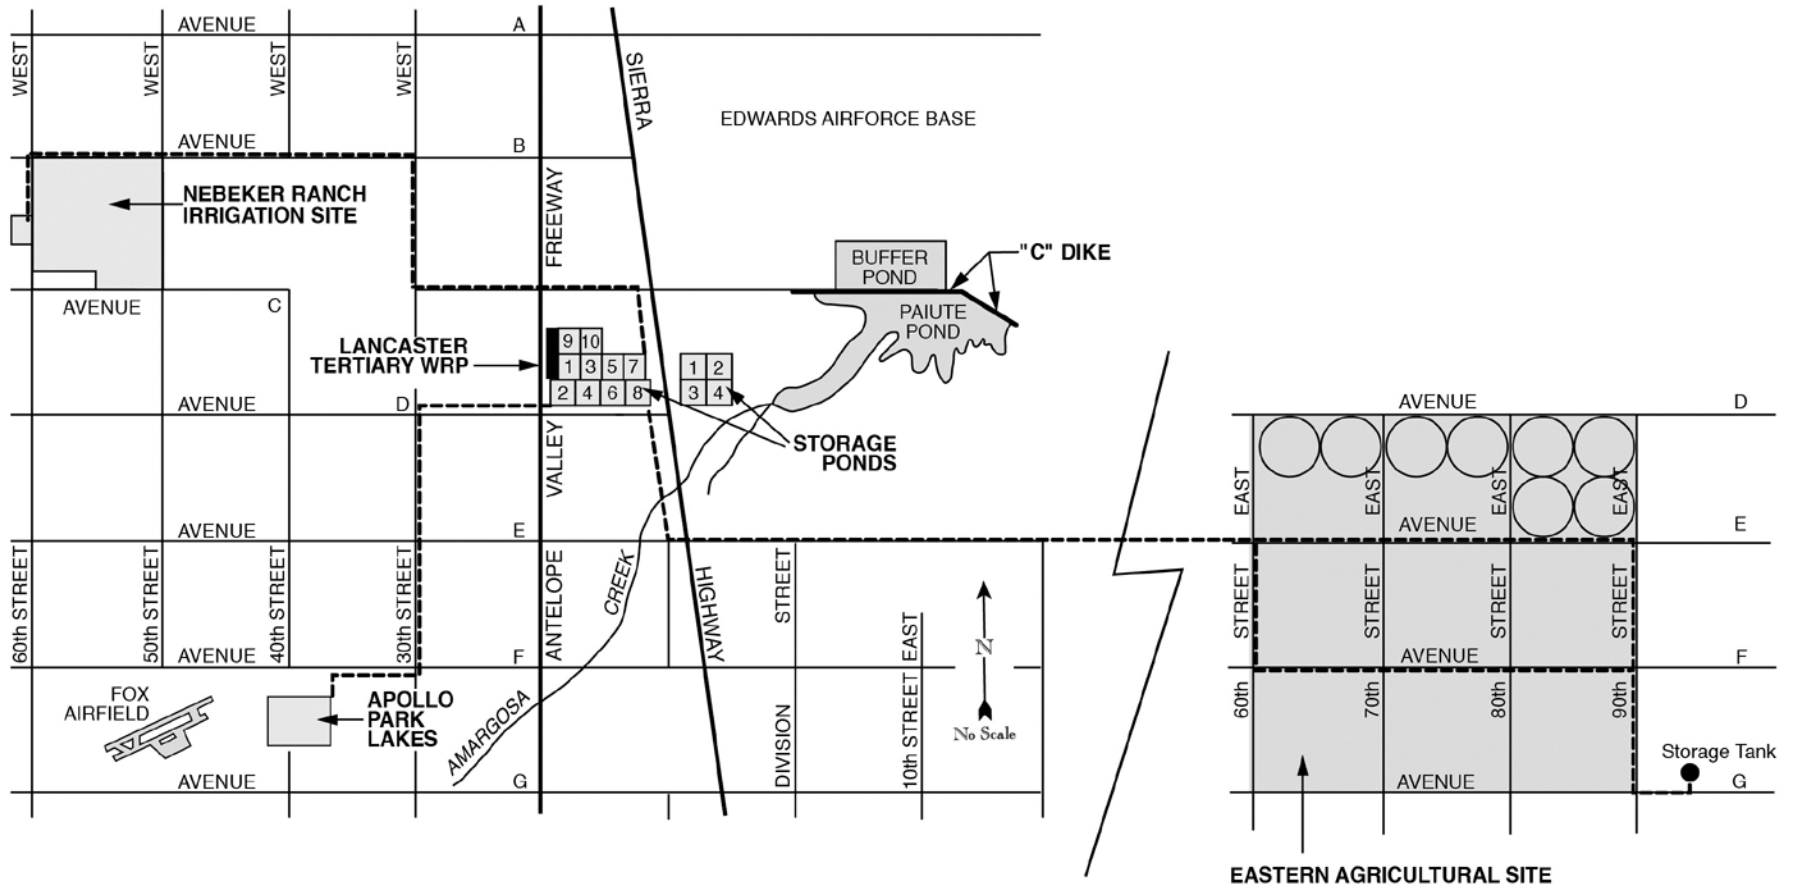 AVENUE A
WEST
WEST
WEST
WEST
SIERRA
EDWARDS AIRFORCE BASE
AVENUE B
NEBEKER RANCH
IRRIGATION SITE
FREEWAY
"C" DIKE
BUFFER
POND
PAIUTE
POND
AVENUE C
LANCASTER
TERTIARY WRP
9 10
1 3 5 7
2 4 6 8
1 2
3 4
AVENUE D
STORAGE
PONDS
VALLEY
AVENUE D
EAST
EAST
EAST
EAST
AVENUE E
AVENUE E
60th STREET
50th STREET
40th STREET
30th STREET
ANTELOPE
CREEK
HIGHWAY
STREET
10th STREET EAST
N
No Scale
STREET
STREET
STREET
STREET
AVENUE F
AVENUE F
FOX
AIRFIELD
APOLLO
PARK
LAKES
AMARGOSA
DIVISION
60th
70th
80th
90th
Storage Tank
AVENUE G
AVENUE G
EASTERN AGRICULTURAL SITE